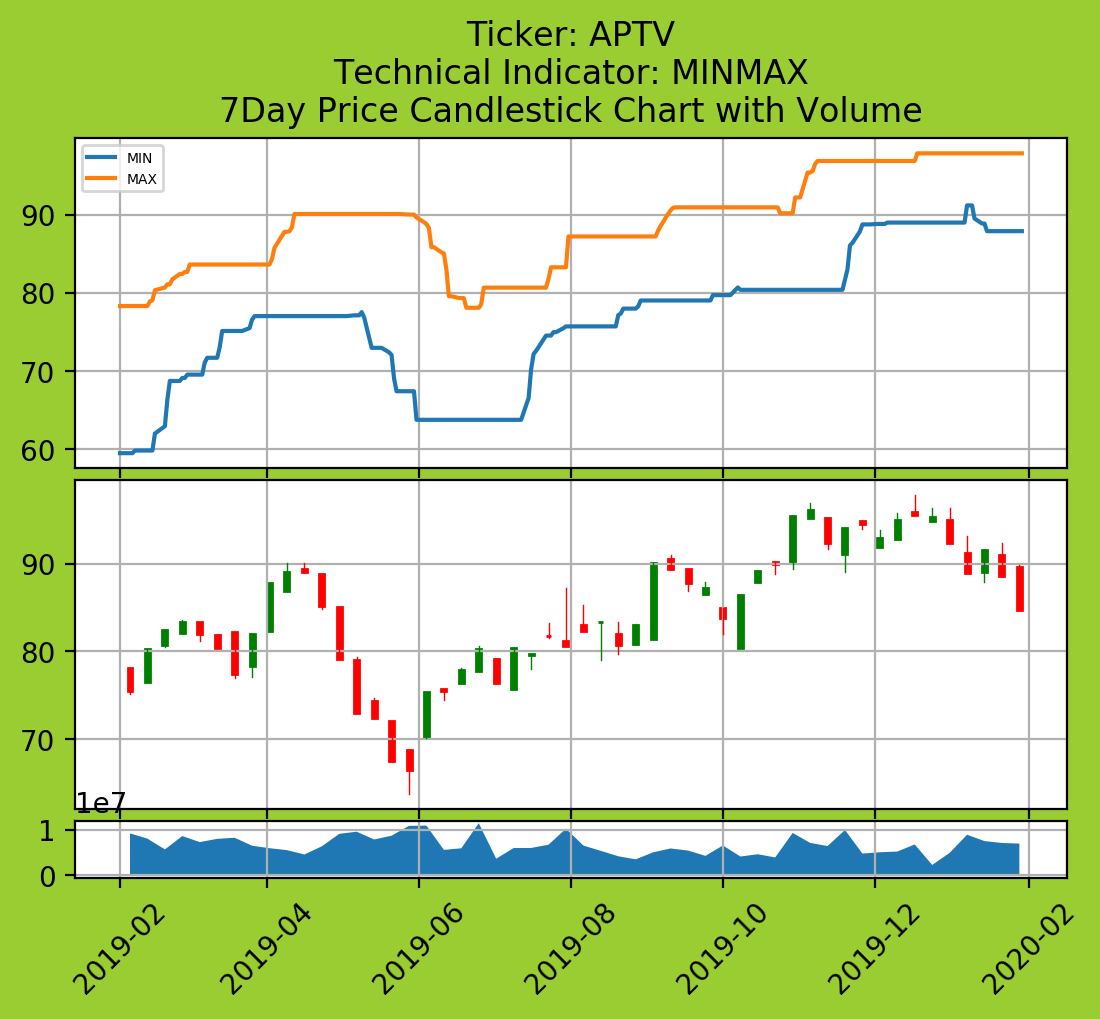 Ticker: APTV
Technical Indicator: MINMAX
7Day Price Candlestick Chart with Volume
MIN
MAX
90
80
70
60
90
80
70
1e7
1
0
2019-02
2019-04
2019-06
2019-08
2019-10
2019-12
2020-02